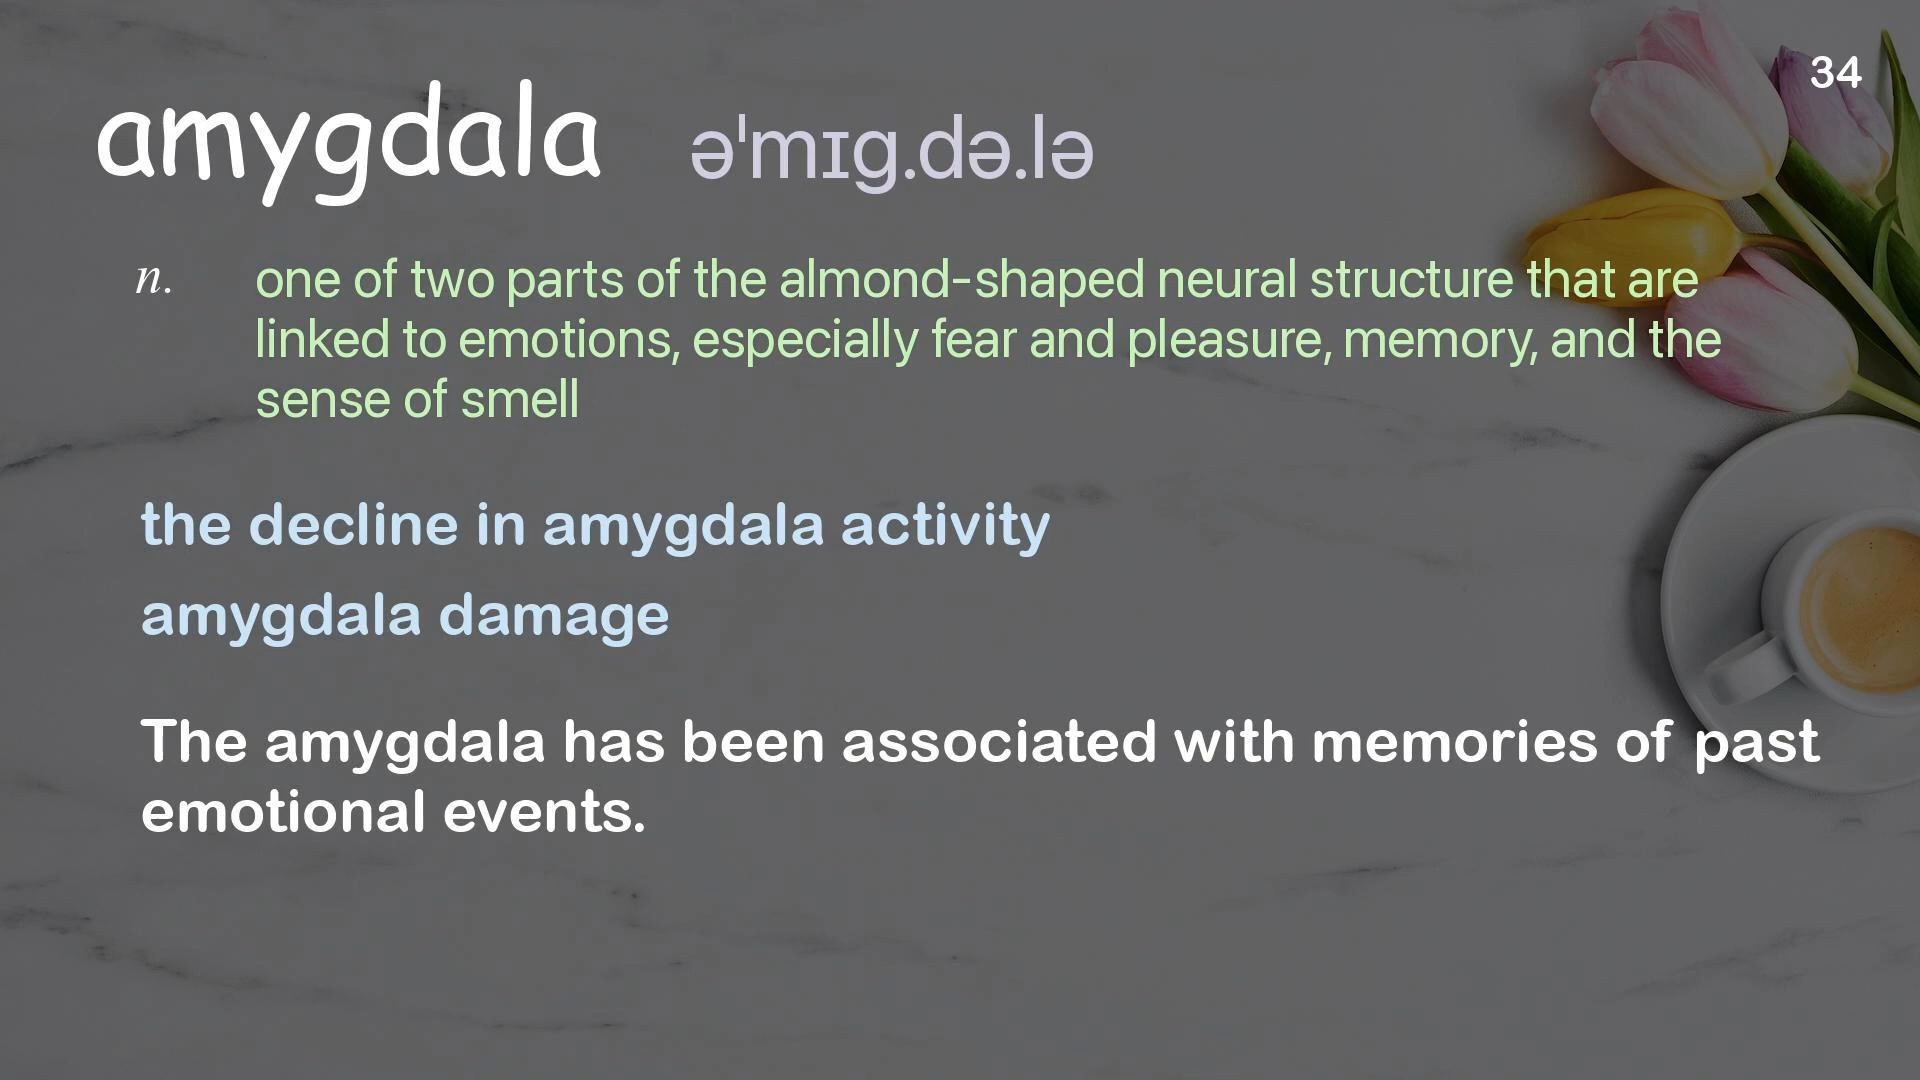 34
amygdala əˈmɪg.də.lə
n. one of two parts of the almond-shaped neural structure that are
linked to emotions, especially fear and pleasure, memory, and the
sense of smell
the decline in amygdala activity
amygdala damage
The amygdala has been associated with memories of past
emotional events.